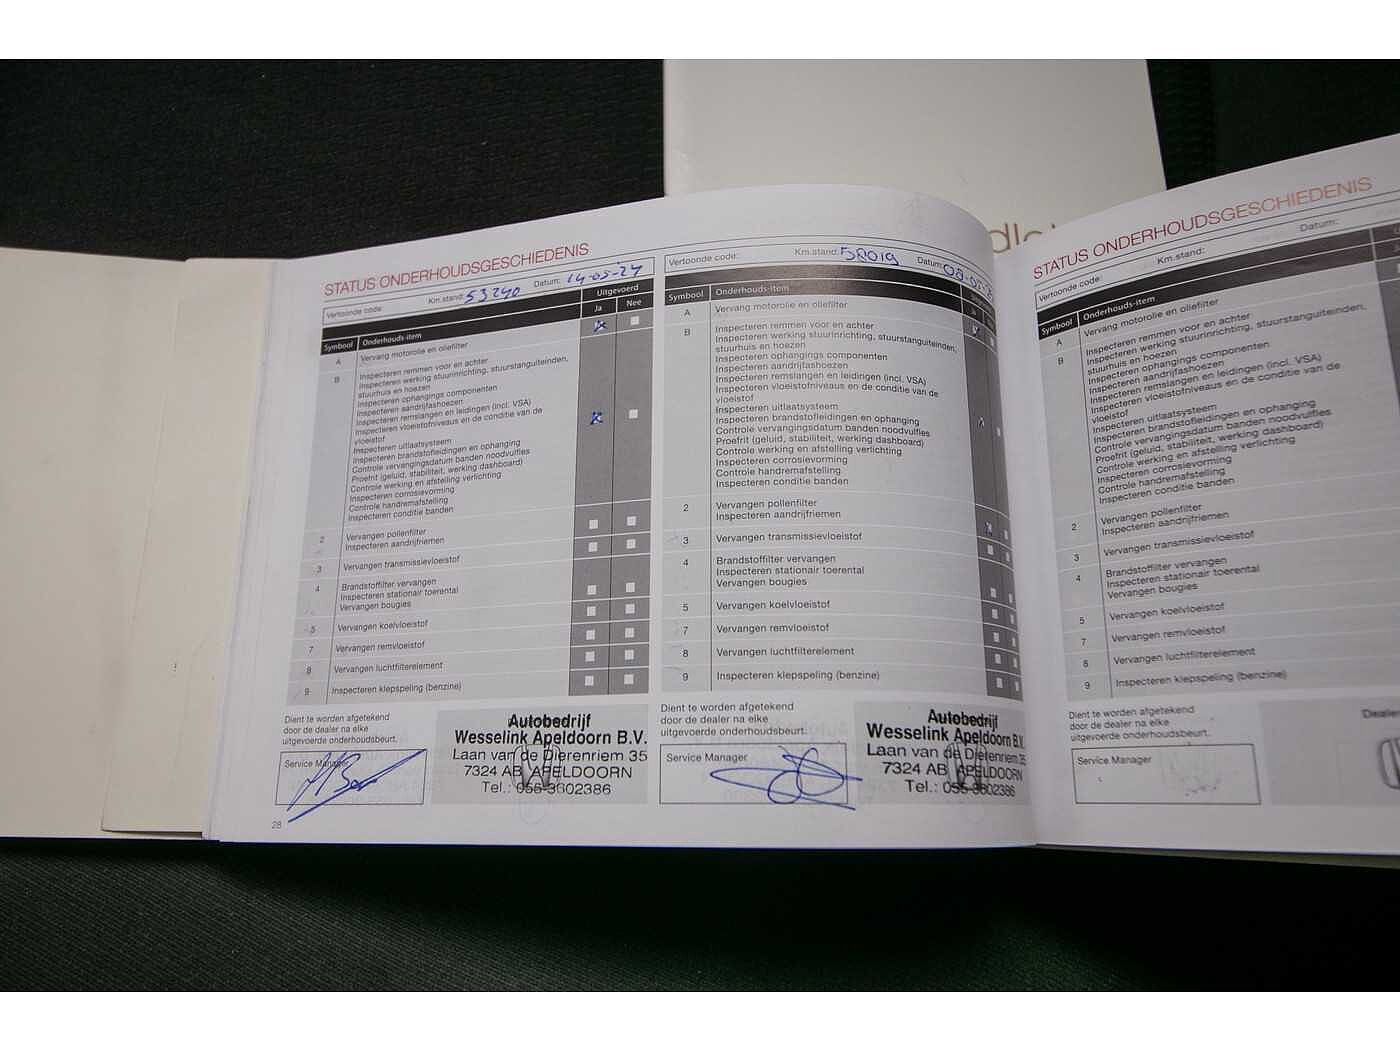 STATUS ONDERHOUDSGESCHIEDENIS
Vertoonde code:
Km.stand: 53240
Datum: 14-05-'24
Symbool
Onderhouds-item
Uitgevoerd
Ja
Nee
A
Vervang motorolie en oliefilter
B
Inspecteren remmen voor en achter
Inspecteren werking stuurinrichting, stuurstanguiteinden,
stuurhuis en hoezen
Inspecteren ophangings componenten
Inspecteren aandrijfashoezen
Inspecteren remslangen en leidingen (incl. VSA)
Inspecteren vloeistofniveaus en de conditie van de
vloeistof
Inspecteren uitlaatsysteem
Inspecteren brandstofleidingen en ophanging
Controle vervangingsdatum banden noodvulfles
Proefrit (geluid, stabiliteit, werking dashboard)
Controle werking en afstelling verlichting
Inspecteren corrosievorming
Controle handremafstelling
Inspecteren conditie banden
2
Vervangen pollenfilter
Inspecteren aandrijfriemen
3
Vervangen transmissievloeistof
4
Brandstoffilter vervangen
Inspecteren stationair toerental
Vervangen bougies
5
Vervangen koelvloeistof
7
Vervangen remvloeistof
8
Vervangen luchtfilterelement
9
Inspecteren klepspeling (benzine)
Dient te worden afgetekend
door de dealer na elke
uitgevoerde onderhoudsbeurt.
Service Manager
Autobedrijf
Wesselink Apeldoorn B.V.
Laan van de Dierenriem 35
7324 AB APELDOORN
Tel.: 055-3602386
28
Vertoonde code:
Km.stand: 58019
Datum:
Symbool
Onderhouds-item
Ja
A
Vervang motorolie en oliefilter
B
Inspecteren remmen voor en achter
Inspecteren werking stuurinrichting, stuurstanguiteinden,
stuurhuis en hoezen
Inspecteren ophangings componenten
Inspecteren aandrijfashoezen
Inspecteren remslangen en leidingen (incl. VSA)
Inspecteren vloeistofniveaus en de conditie van de
vloeistof
Inspecteren uitlaatsysteem
Inspecteren brandstofleidingen en ophanging
Controle vervangingsdatum banden noodvulfles
Proefrit (geluid, stabiliteit, werking dashboard)
Controle werking en afstelling verlichting
Inspecteren corrosievorming
Controle handremafstelling
Inspecteren conditie banden
2
Vervangen pollenfilter
Inspecteren aandrijfriemen
3
Vervangen transmissievloeistof
4
Brandstoffilter vervangen
Inspecteren stationair toerental
Vervangen bougies
5
Vervangen koelvloeistof
7
Vervangen remvloeistof
8
Vervangen luchtfilterelement
9
Inspecteren klepspeling (benzine)
Dient te worden afgetekend
door de dealer na elke
uitgevoerde onderhoudsbeurt.
Service Manager
Autobedrijf
Wesselink Apeldoorn B.V.
Laan van de Dierenriem 35
7324 AB APELDOORN
Tel.: 055-3602386
STATUS ONDERHOUDSGESCHIEDENIS
Vertoonde code:
Km.stand:
Datum:
Symbool
Onderhouds-item
A
Vervang motorolie en oliefilter
B
Inspecteren remmen voor en achter
Inspecteren werking stuurinrichting, stuurstanguiteinden,
stuurhuis en hoezen
Inspecteren ophangings componenten
Inspecteren aandrijfashoezen
Inspecteren remslangen en leidingen (incl. VSA)
Inspecteren vloeistofniveaus en de conditie van de
vloeistof
Inspecteren uitlaatsysteem
Inspecteren brandstofleidingen en ophanging
Controle vervangingsdatum banden noodvulfles
Proefrit (geluid, stabiliteit, werking dashboard)
Controle werking en afstelling verlichting
Inspecteren corrosievorming
Controle handremafstelling
Inspecteren conditie banden
2
Vervangen pollenfilter
Inspecteren aandrijfriemen
3
Vervangen transmissievloeistof
4
Brandstoffilter vervangen
Inspecteren stationair toerental
Vervangen bougies
5
Vervangen koelvloeistof
7
Vervangen remvloeistof
8
Vervangen luchtfilterelement
9
Inspecteren klepspeling (benzine)
Dient te worden afgetekend
door de dealer na elke
uitgevoerde onderhoudsbeurt.
Service Manager